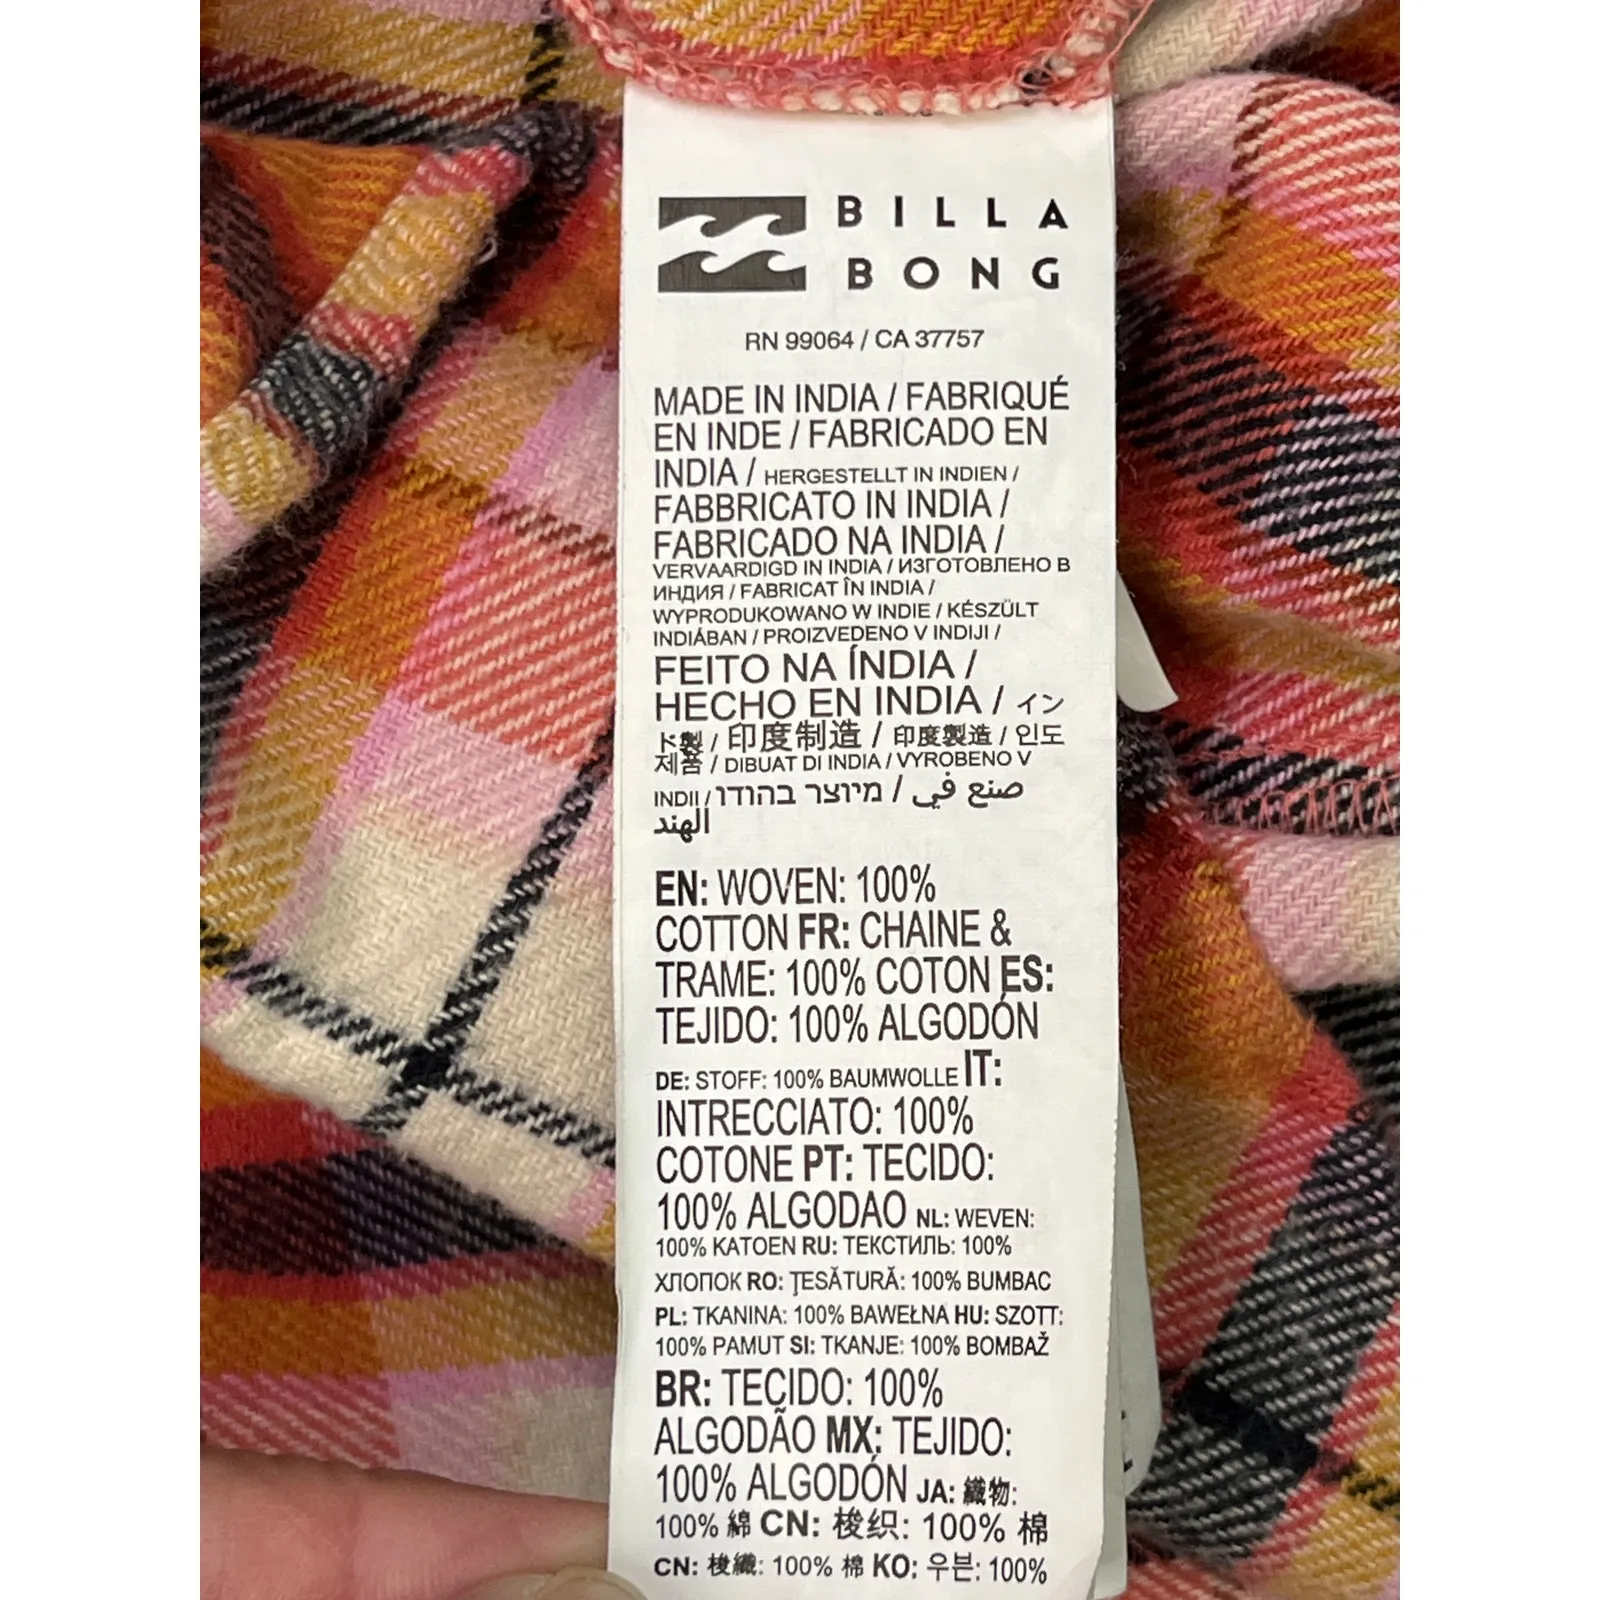 BILLA
BONG
RN 99064 / CA 37757
MADE IN INDIA / FABRIQUÉ
EN INDE / FABRICADO EN
INDIA / HERGESTELLT IN INDIEN /
FABBRICATO IN INDIA /
FABRICADO NA INDIA /
VERVAARDIGD IN INDIA / ИЗГОТОВЛЕНО В
ИНДИЯ / FABRICAT ÎN INDIA /
WYPRODUKOWANO W INDIE / KÉSZÜLT
INDIÁBAN / PROIZVEDENO V INDIJI /
FEITO NA ÍNDIA /
HECHO EN INDIA / イン
ド製 / 印度制造 / 印度製造 / 인도
제품 / DIBUAT DI INDIA / VYROBENO V
INDII / מיוצר בהודו / صنع في
الهند
EN: WOVEN: 100%
COTTON FR: CHAINE &
TRAME: 100% COTON ES:
TEJIDO: 100% ALGODÓN
DE: STOFF: 100% BAUMWOLLE IT:
INTRECCIATO: 100%
COTONE PT: TECIDO:
100% ALGODAO NL: WEVEN:
100% KATOEN RU: ТЕКСТИЛЬ: 100%
ХЛОПОК RO: ŢESĂTURĂ: 100% BUMBAC
PL: TKANINA: 100% BAWEŁNA HU: SZOTT:
100% PAMUT SI: TKANJE: 100% BOMBAŽ
BR: TECIDO: 100%
ALGODÃO MX: TEJIDO:
100% ALGODÓN JA: 織物:
100% 綿 CN: 梭织: 100% 棉
CN: 梭織: 100% 棉 KO: 우븐: 100%